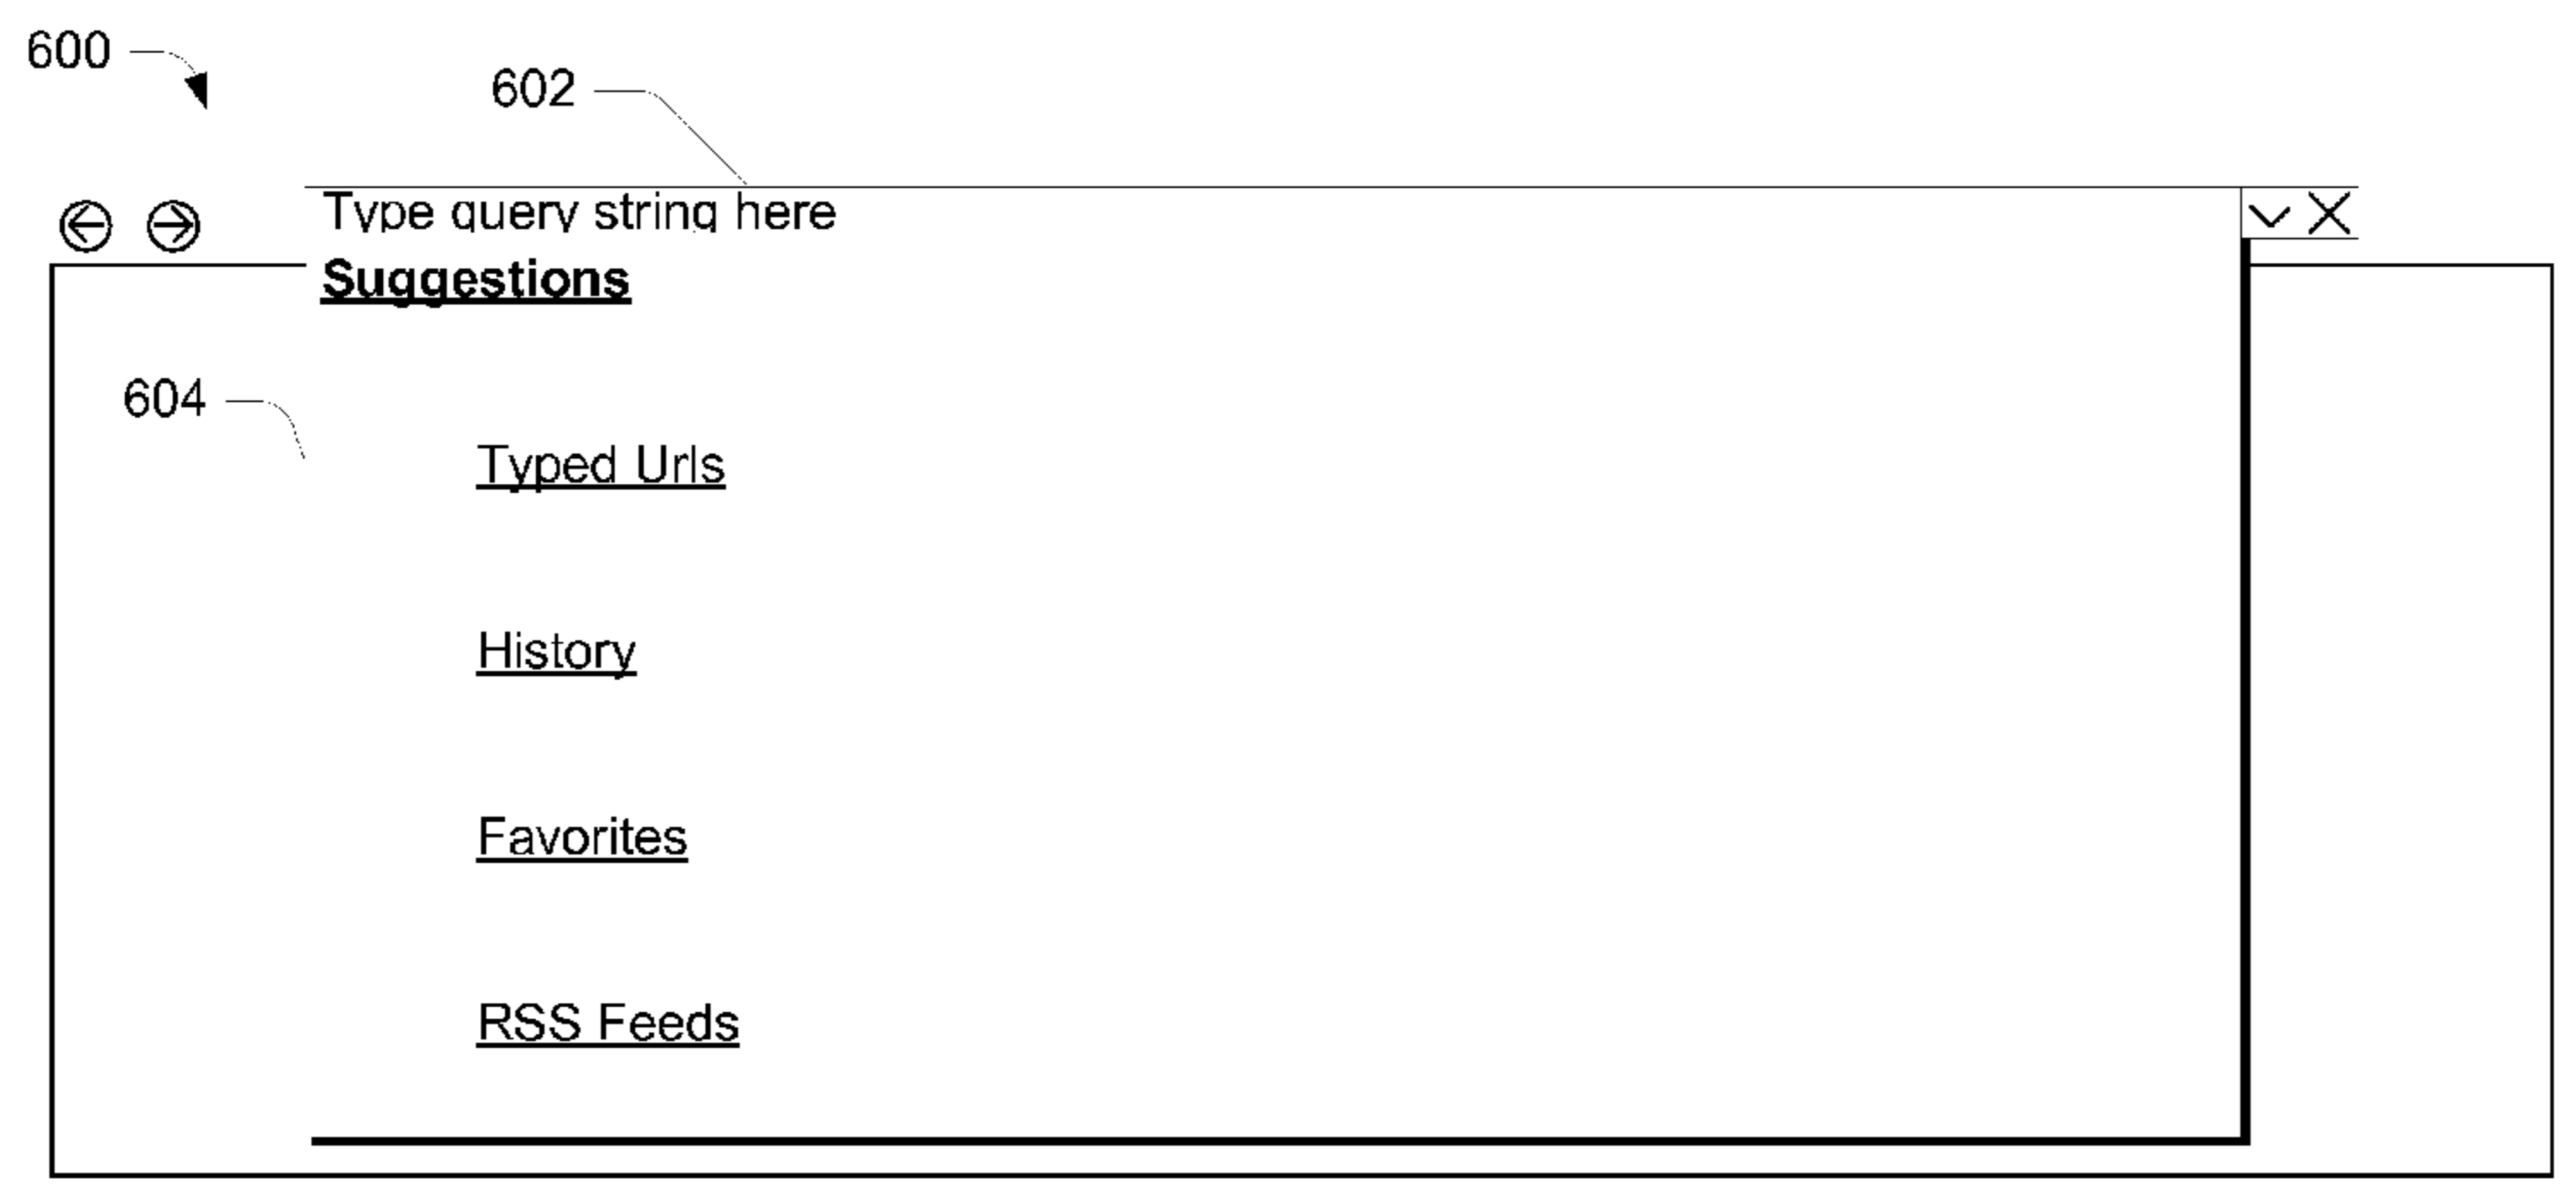 600
602
Type query string here
Suggestions
604
Typed Urls
History
Favorites
RSS Feeds